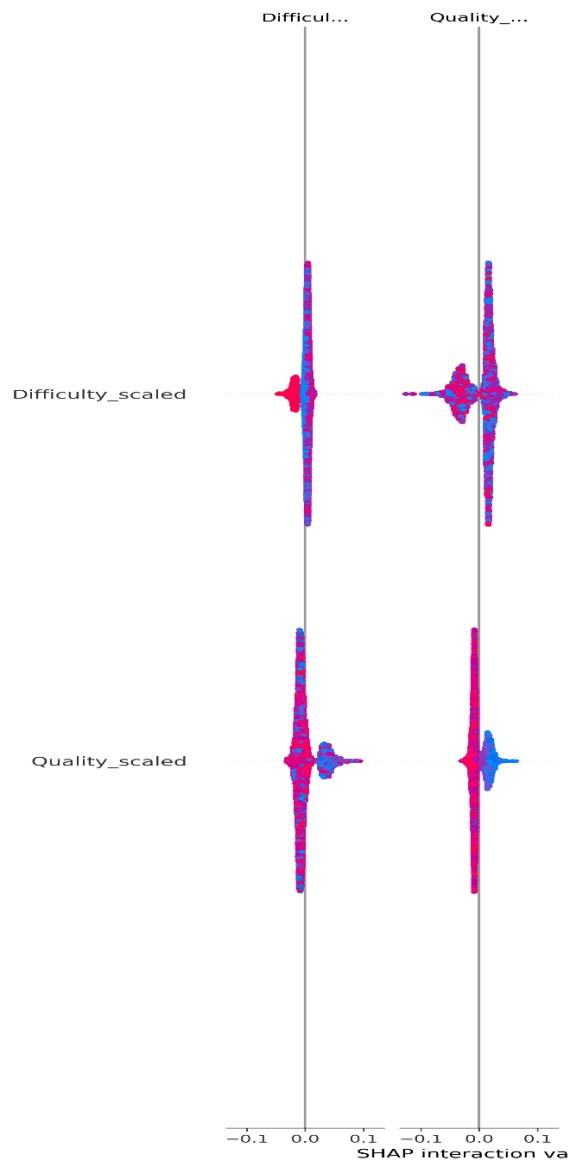 Difficul... Quality_...
Difficulty_scaled
Quality_scaled
−0.1 0.0 0.1 −0.1 0.0 0.1
SHAP interaction va